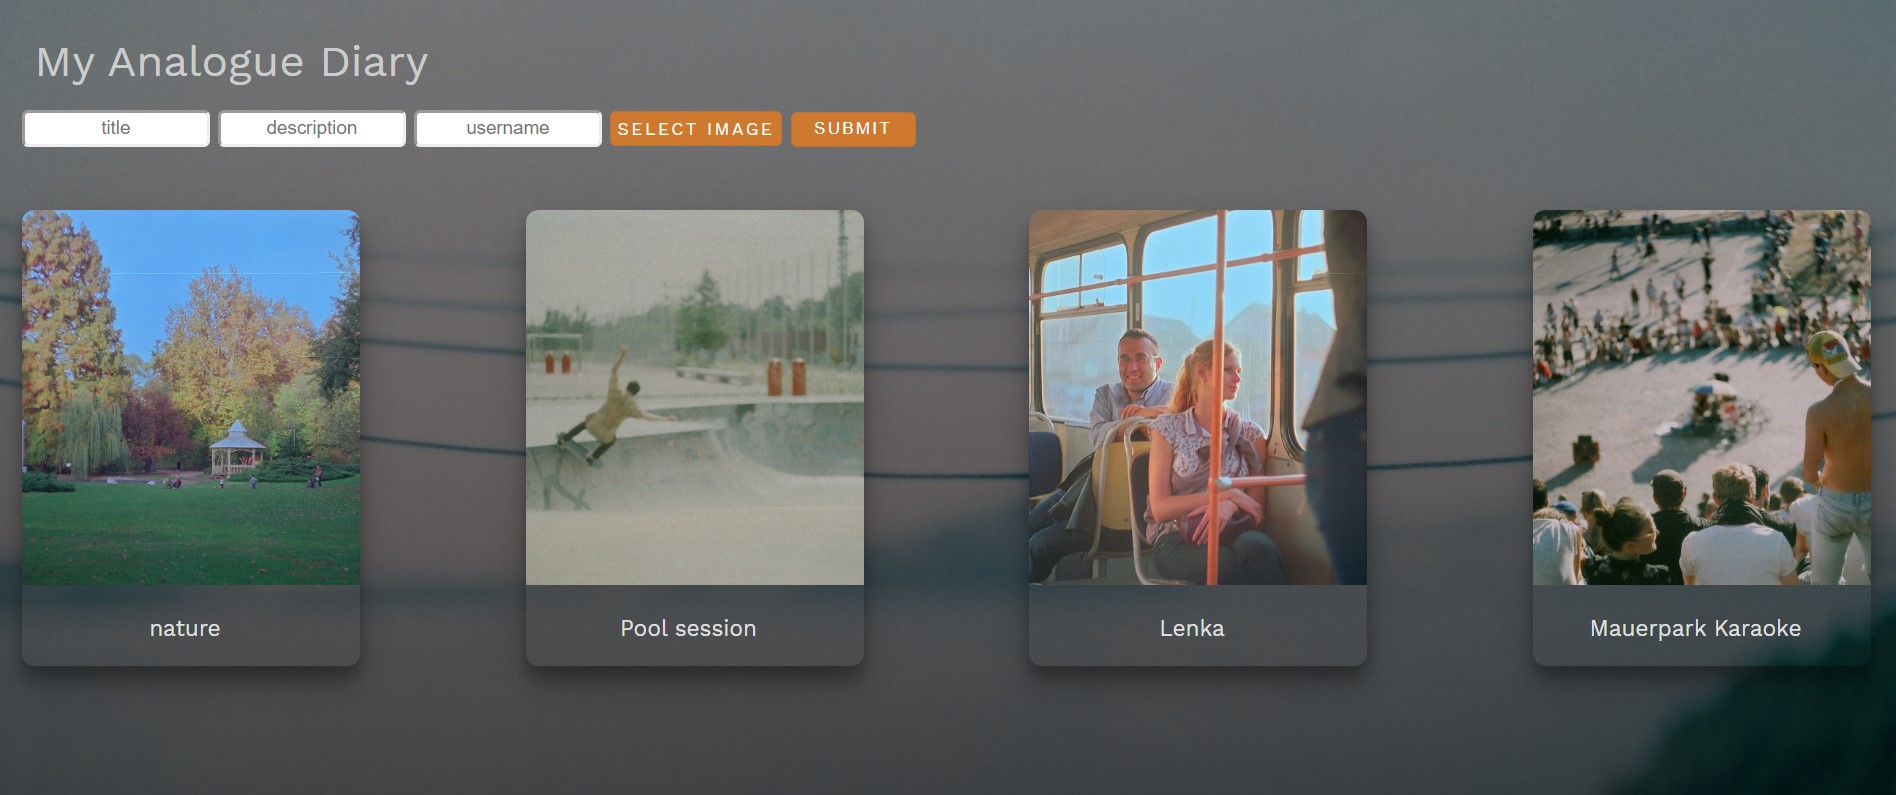 My Analogue Diary
title description username SELECT IMAGE SUBMIT
nature Pool session Lenka Mauerpark Karaoke